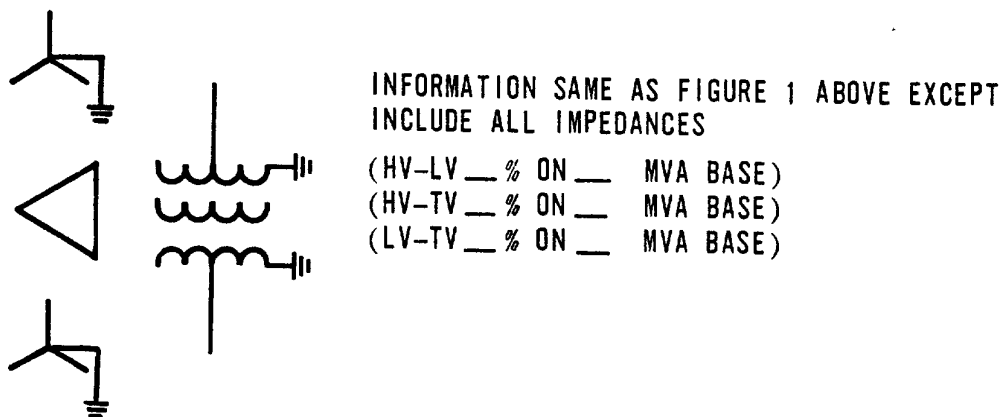 INFORMATION SAME AS FIGURE 1 ABOVE EXCEPT
INCLUDE ALL IMPEDANCES
(HV-LV __ % ON __ MVA BASE)
(HV-TV __ % ON __ MVA BASE)
(LV-TV __ % ON __ MVA BASE)